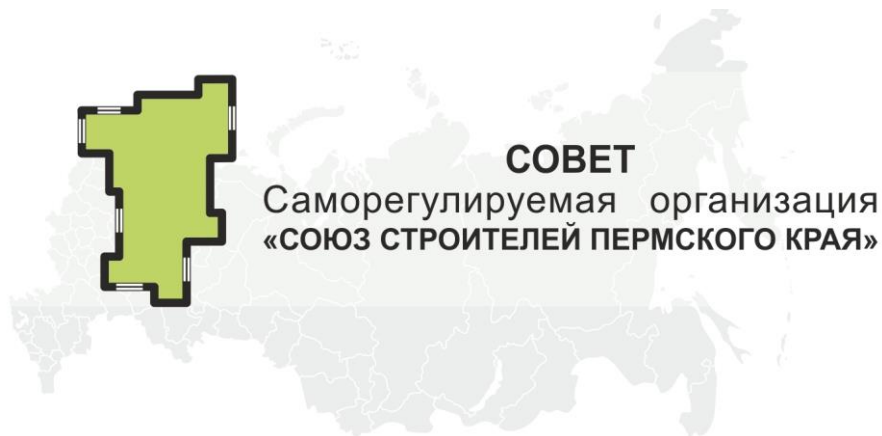 СОВЕТ
Саморегулируемая организация
«СОЮЗ СТРОИТЕЛЕЙ ПЕРМСКОГО КРАЯ»